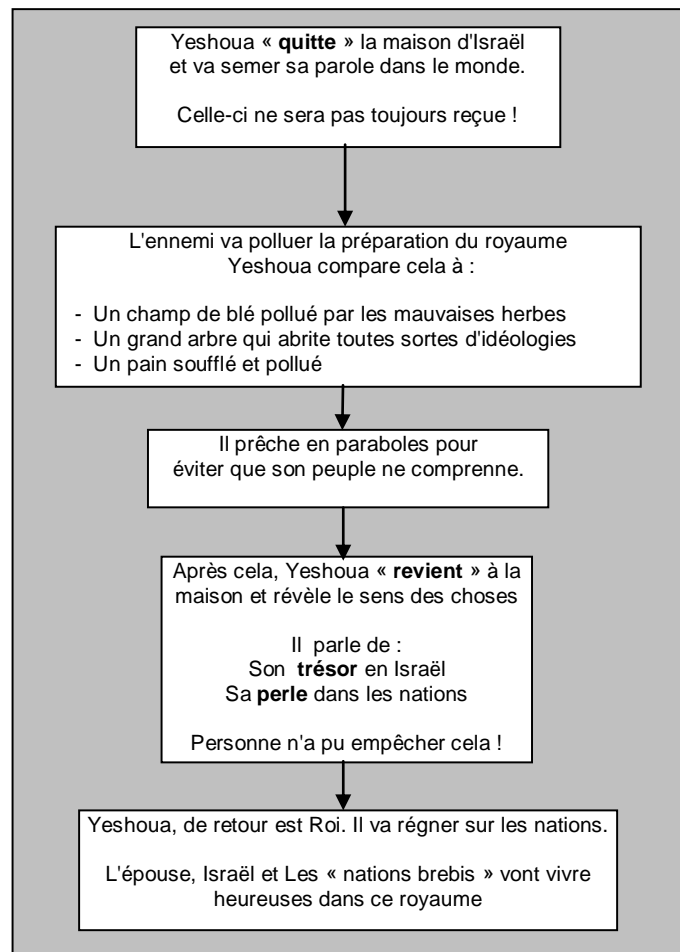 Yeshoua « quitte » la maison d'Israël
et va semer sa parole dans le monde.
Celle-ci ne sera pas toujours reçue !
L'ennemi va polluer la préparation du royaume
Yeshoua compare cela à :
- Un champ de blé pollué par les mauvaises herbes
- Un grand arbre qui abrite toutes sortes d'idéologies
- Un pain soufflé et pollué
Il prêche en paraboles pour
éviter que son peuple ne comprenne.
Après cela, Yeshoua « revient » à la
maison et révèle le sens des choses
Il parle de :
Son trésor en Israël
Sa perle dans les nations
Personne n'a pu empêcher cela !
Yeshoua, de retour est Roi. Il va régner sur les nations.
L'épouse, Israël et Les « nations brebis » vont vivre
heureuses dans ce royaume